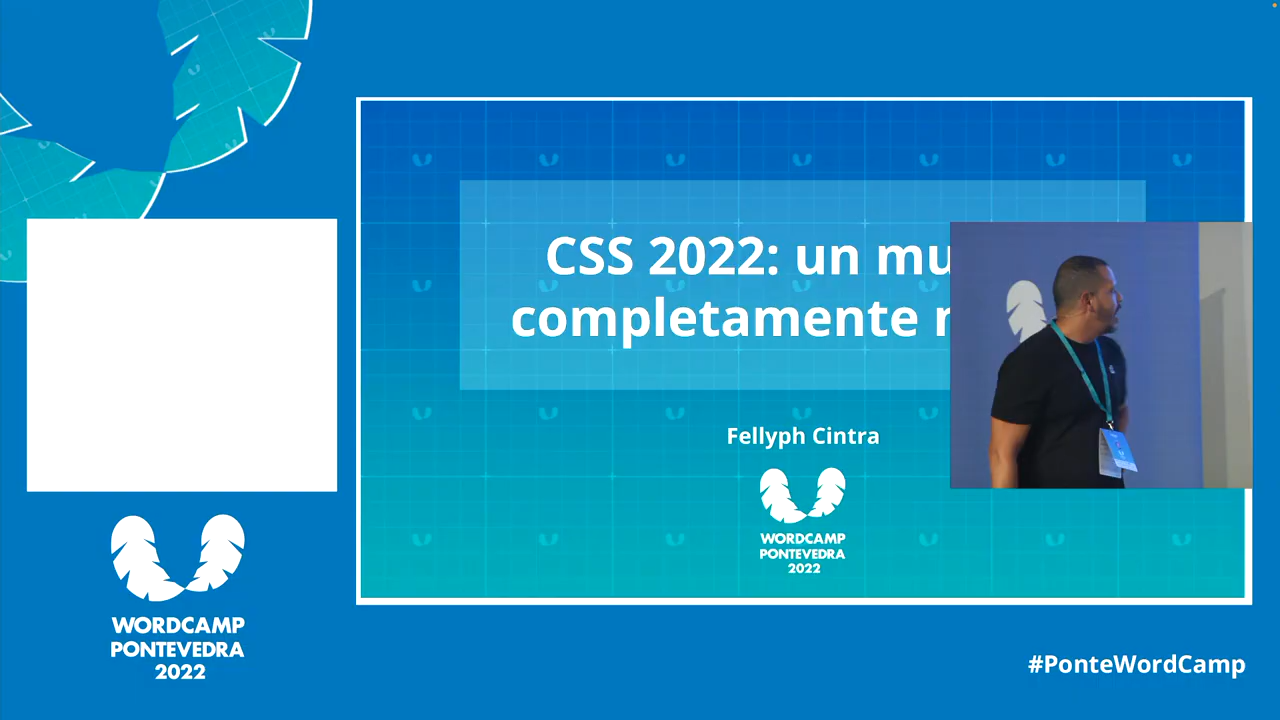 CSS 2022: un mu
completamente
Fellyph Cintra
WORDCAMP
PONTEVEDRA
2022
WORDCAMP
PONTEVEDRA
2022
#PonteWordCamp